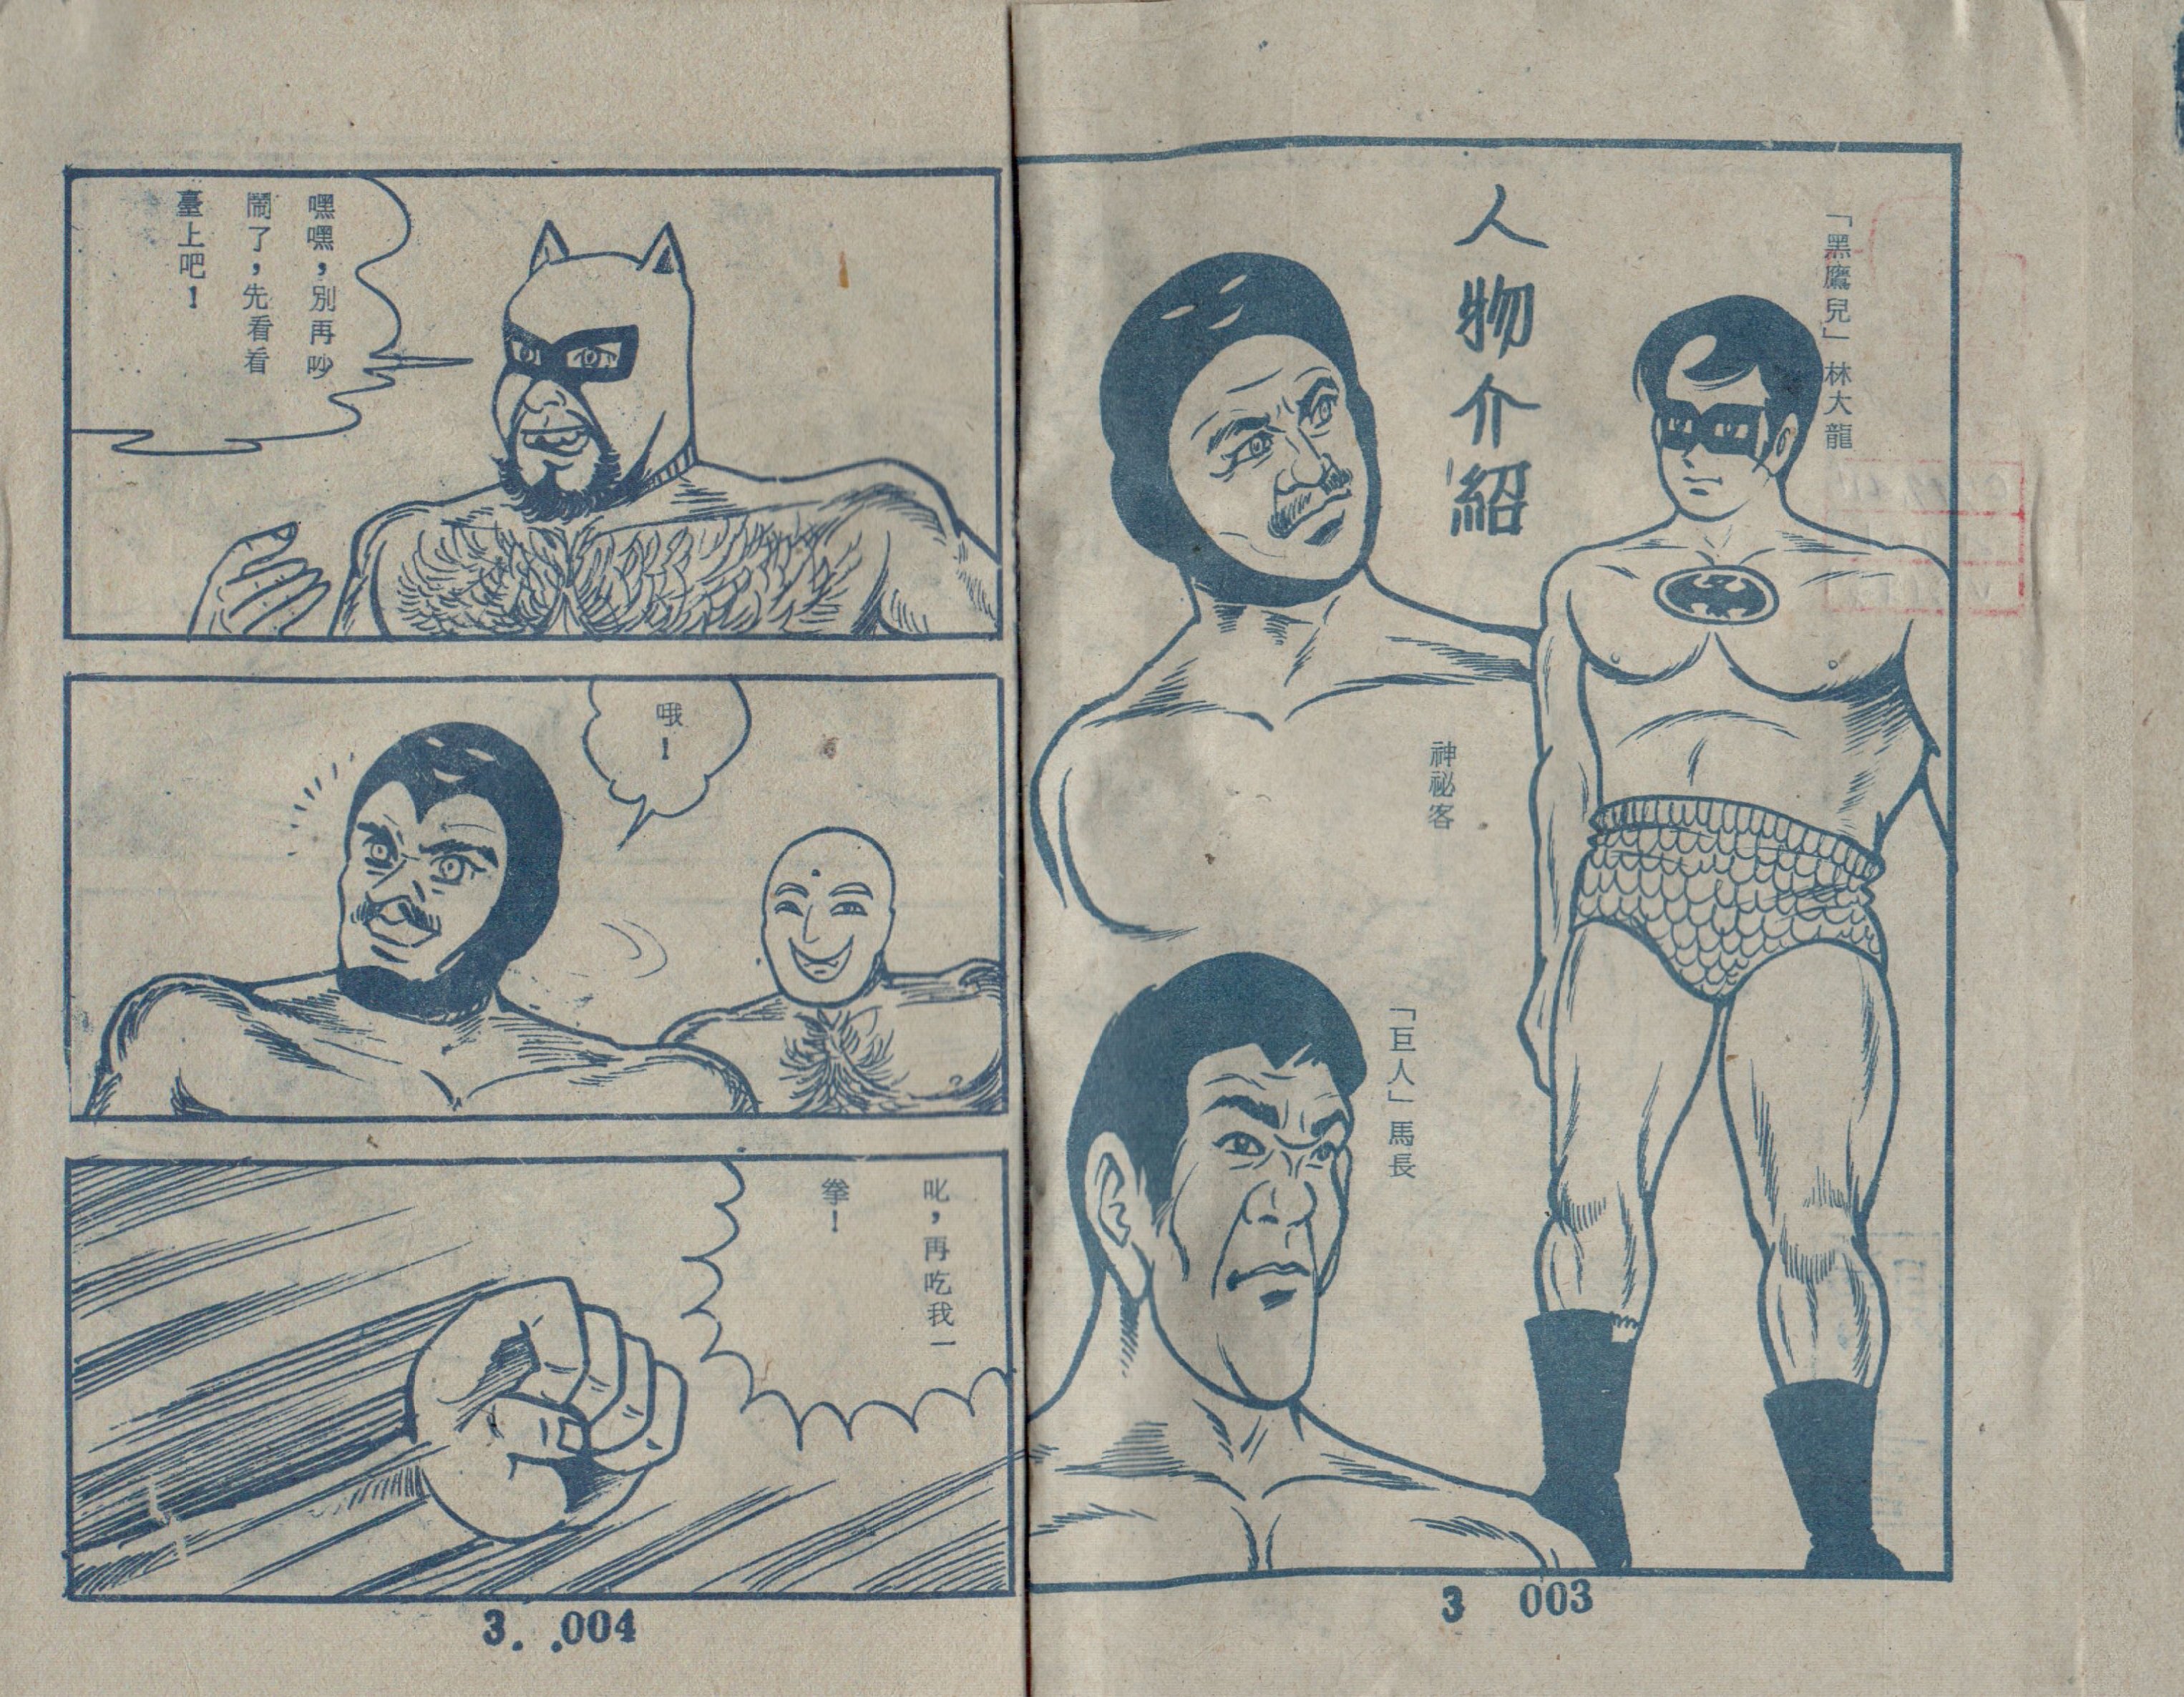 人物介紹
「黑鷹兒」林大龍
神祕客
「巨人」馬長
3 003
嘿嘿，別再吵
鬧了，先看看
臺上吧！
哦！
叱，再吃我一
拳！
3. .004